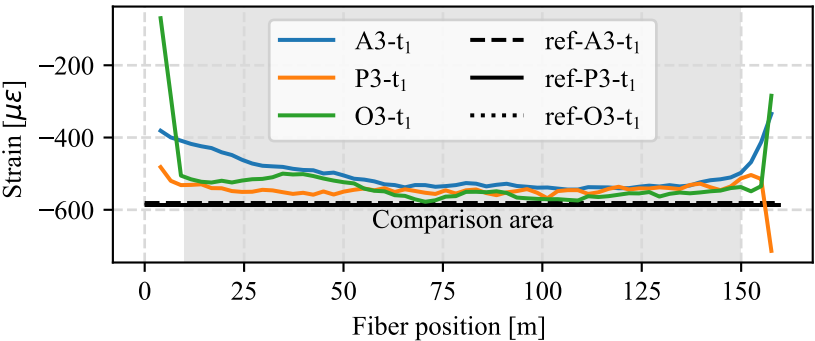 Strain [με]
−200
−400
−600
A3-t₁
P3-t₁
O3-t₁
ref-A3-t₁
ref-P3-t₁
ref-O3-t₁
Comparison area
0
25
50
75
100
125
150
Fiber position [m]